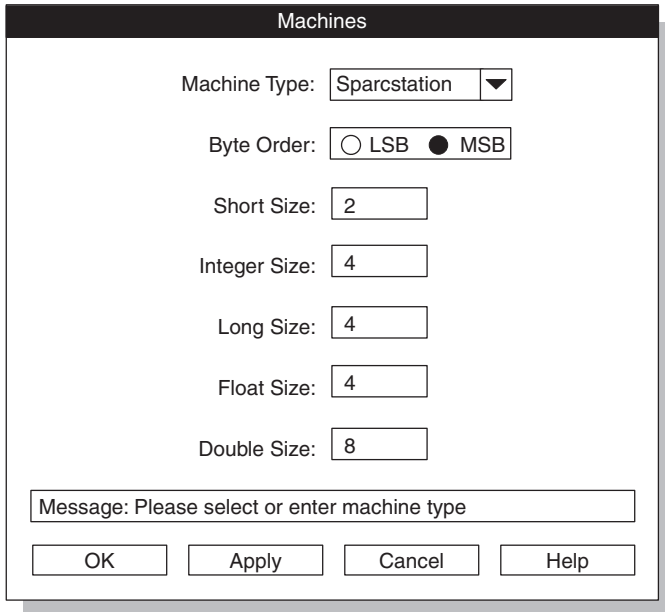 Machines
Machine Type: Sparcstation
Byte Order: LSB MSB
Short Size: 2
Integer Size: 4
Long Size: 4
Float Size: 4
Double Size: 8
Message: Please select or enter machine type
OK Apply Cancel Help